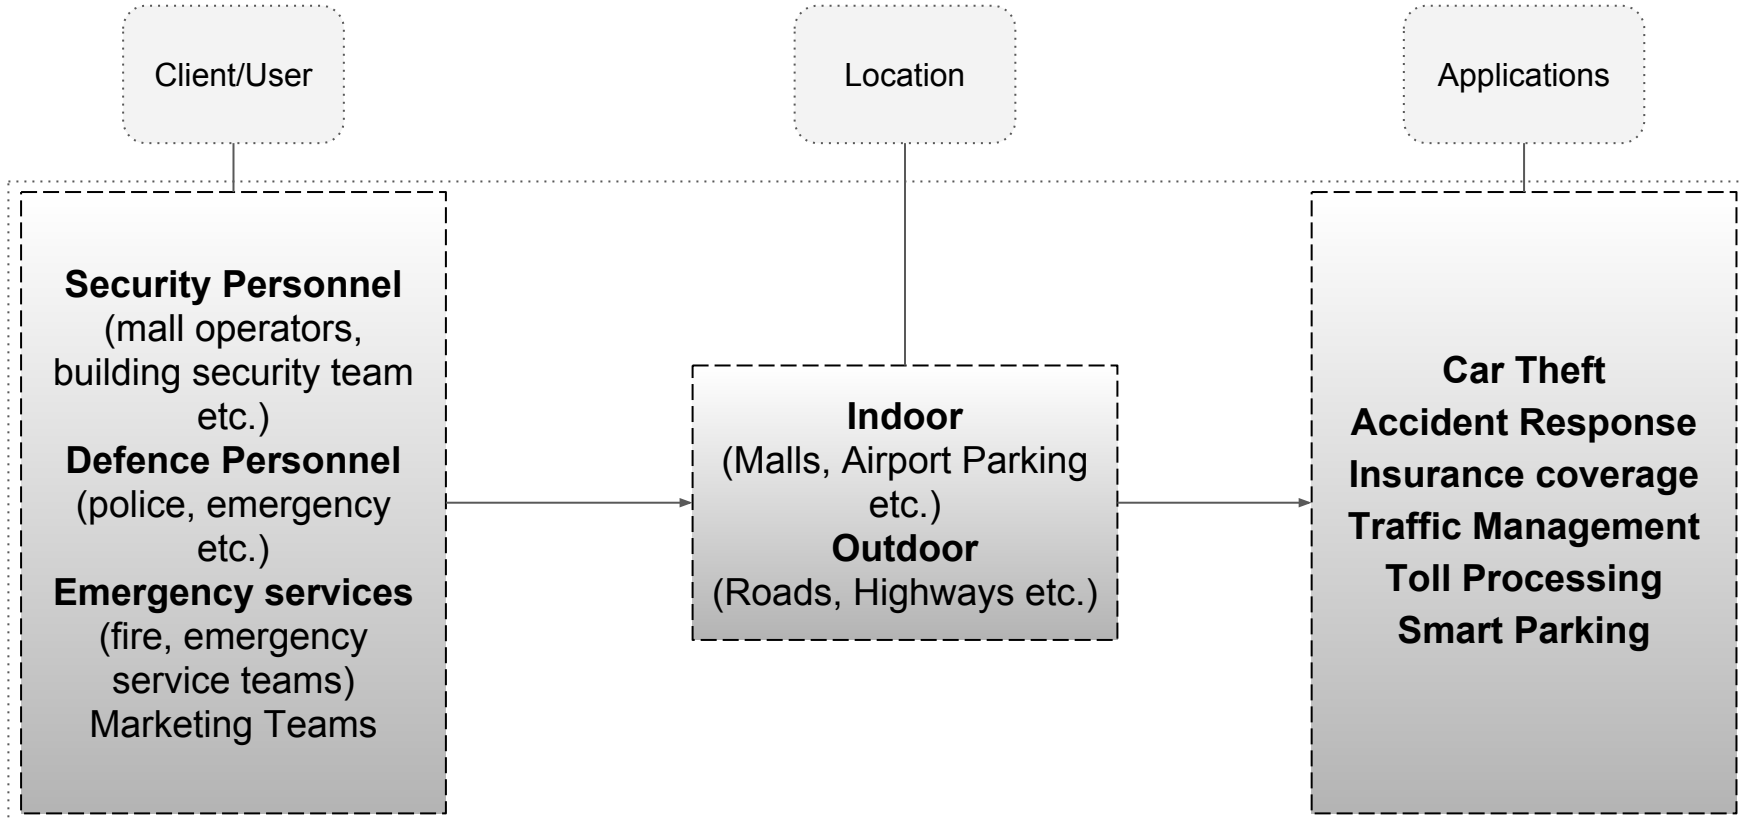 Client/User
Location
Applications
Security Personnel
(mall operators,
building security team
etc.)
Defence Personnel
(police, emergency
etc.)
Emergency services
(fire, emergency
service teams)
Marketing Teams
Indoor
(Malls, Airport Parking
etc.)
Outdoor
(Roads, Highways etc.)
Car Theft
Accident Response
Insurance coverage
Traffic Management
Toll Processing
Smart Parking